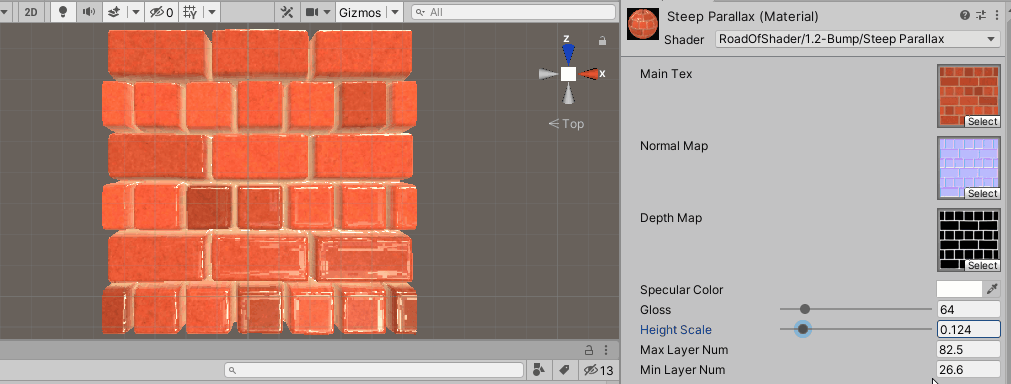 2D
0
Gizmos
All
z
x
Top
13
Steep Parallax (Material)
Shader
RoadOfShader/1.2-Bump/Steep Parallax
Main Tex
Select
Normal Map
Select
Depth Map
Select
Specular Color
Gloss
64
Height Scale
0.124
Max Layer Num
82.5
Min Layer Num
26.6